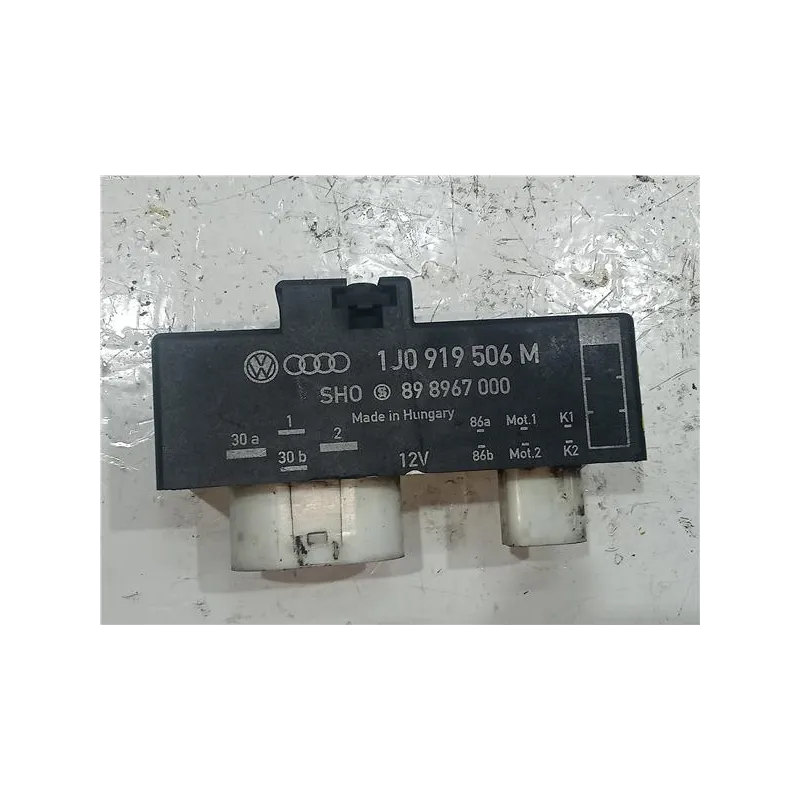 1J0 919 506 M
SHO 89 8967 000
Made in Hungary
1 86a Mot.1 K1
30 a 2
30 b 12V 86b Mot.2 K2